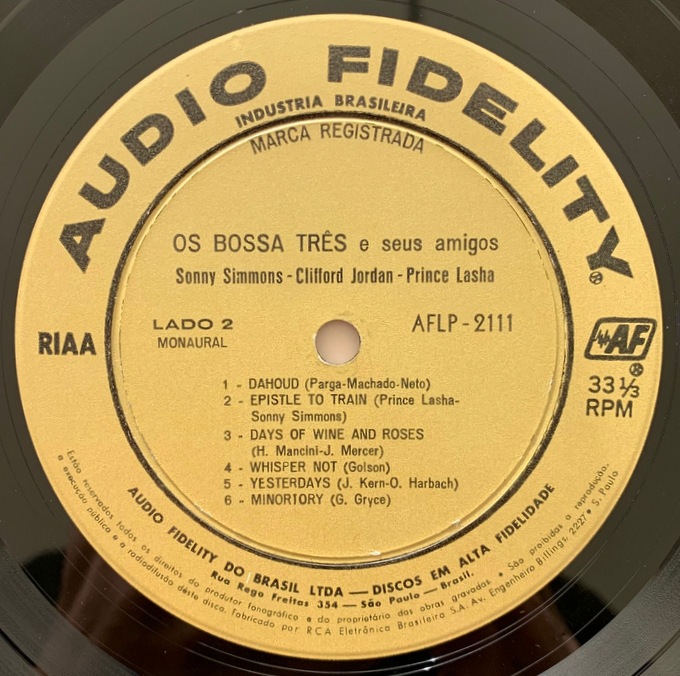 AUDIO FIDELITY
INDUSTRIA BRASILEIRA
MARCA REGISTRADA
OS BOSSA TRÊS e seus amigos
Sonny Simmons - Clifford Jordan - Prince Lasha
LADO 2
MONAURAL
AFLP - 2111
RIAA
AF
33 1/3
RPM
1 - DAHOUD (Parga-Machado-Neto)
2 - EPISTLE TO TRAIN (Prince Lasha-
Sonny Simmons)
3 - DAYS OF WINE AND ROSES
(H. Mancini-J. Mercer)
4 - WHISPER NOT (Golson)
5 - YESTERDAYS (J. Kern-O. Harbach)
6 - MINORTORY (G. Gryce)
AUDIO FIDELITY DO BRASIL LTDA — DISCOS EM ALTA FIDELIDADE
Rua Rego Freitas 354 — São Paulo — Brasil.
Estão reservados todos os direitos do produtor fonográfico e do proprietário das obras gravadas • São proibidas a reprodução,
a execução pública e a radiodifusão dêste disco. Fabricado por RCA Eletrônica Brasileira S.A. Av. Engenheiro Billings, 2227 • S. Paulo